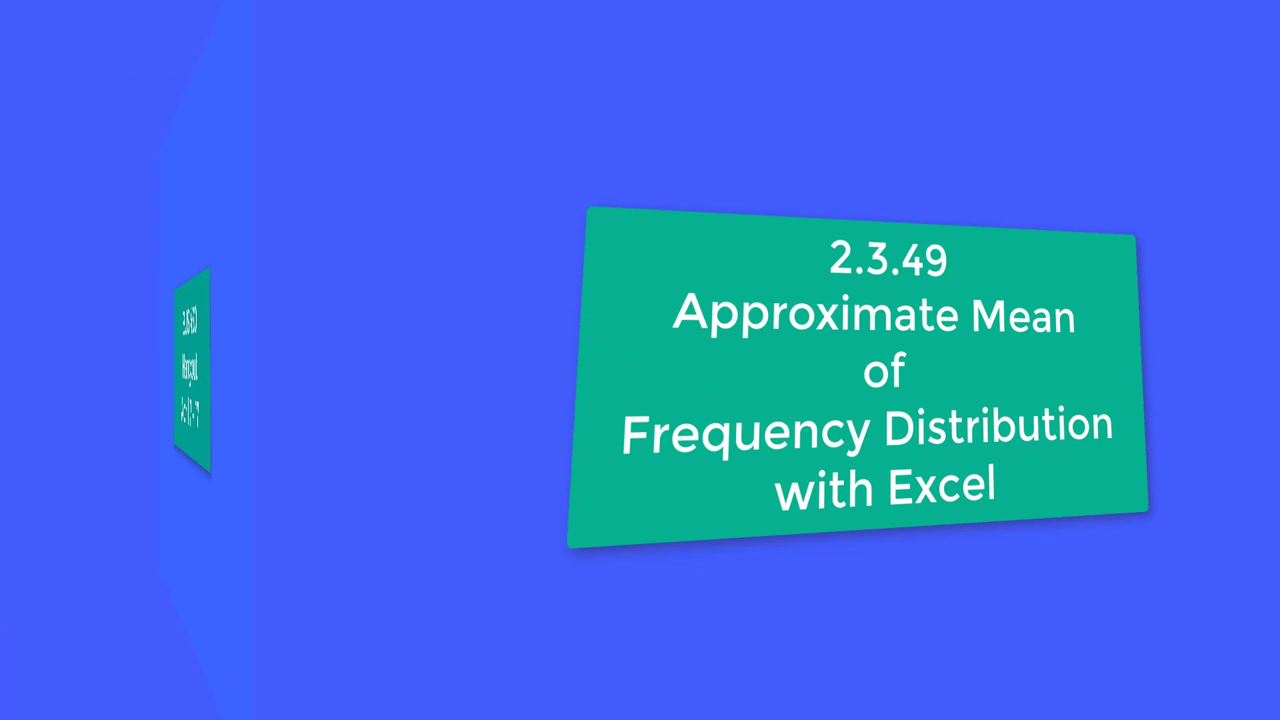 2.3.49
Approximate Mean
of
Frequency Distribution
with Excel